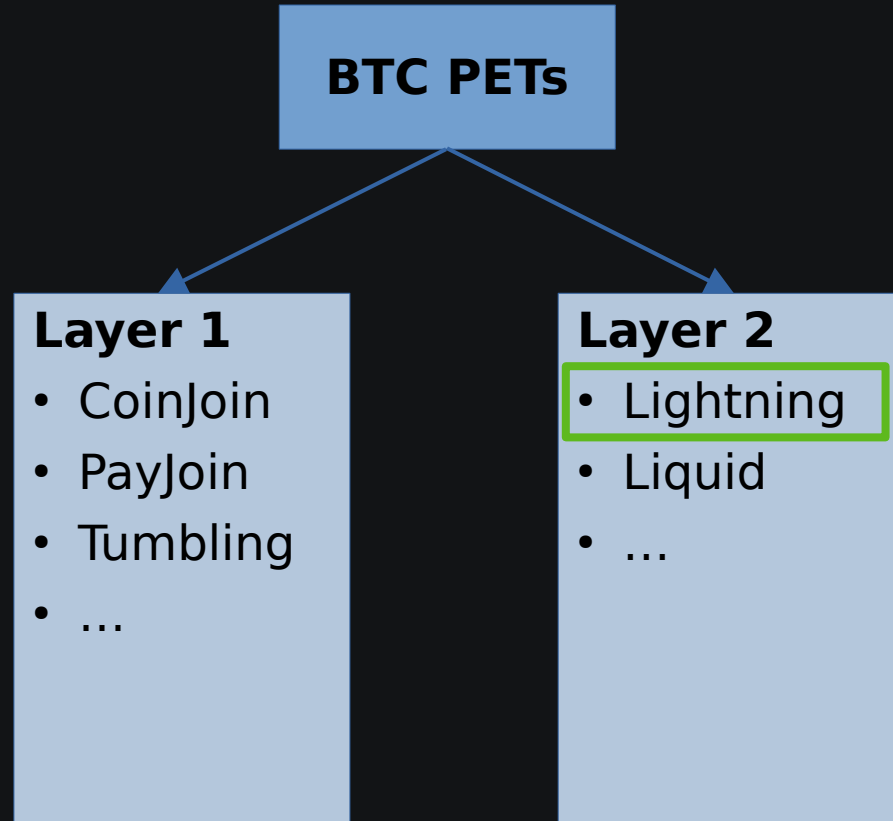 BTC PETs
Layer 1
• CoinJoin
• PayJoin
• Tumbling
• ...
Layer 2
• Lightning
• Liquid
• ...